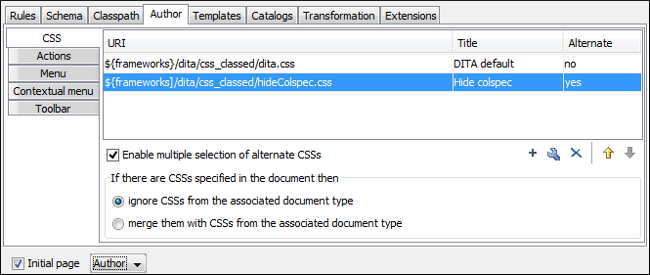 Rules Schema Classpath Author Templates Catalogs Transformation Extensions
CSS
Actions
Menu
Contextual menu
Toolbar
URI Title Alternate
${frameworks}/dita/css_classed/dita.css DITA default no
${frameworks}/dita/css_classed/hideColspec.css Hide colspec yes
Enable multiple selection of alternate CSSs
If there are CSSs specified in the document then
ignore CSSs from the associated document type
merge them with CSSs from the associated document type
Initial page Author